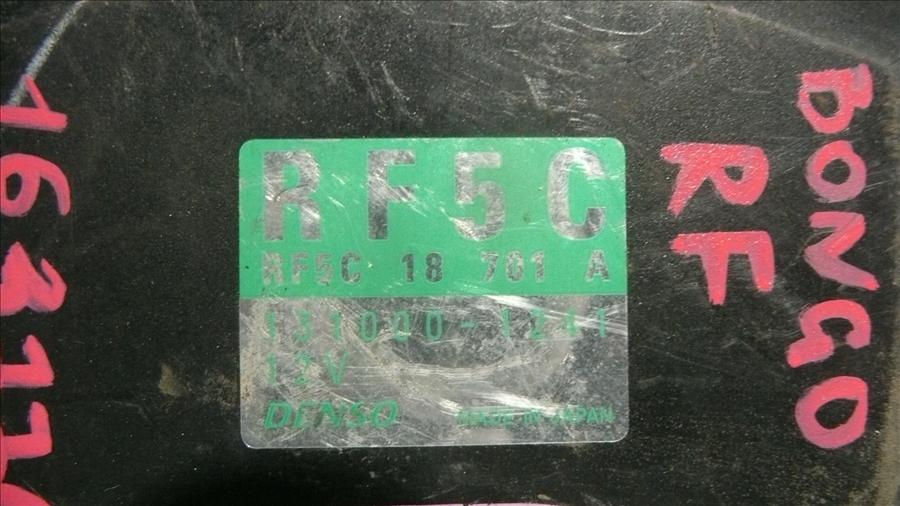 RF5C
RF5C 18 701 A
131000-1241
12V
DENSO MADE IN JAPAN
BONGO
RF